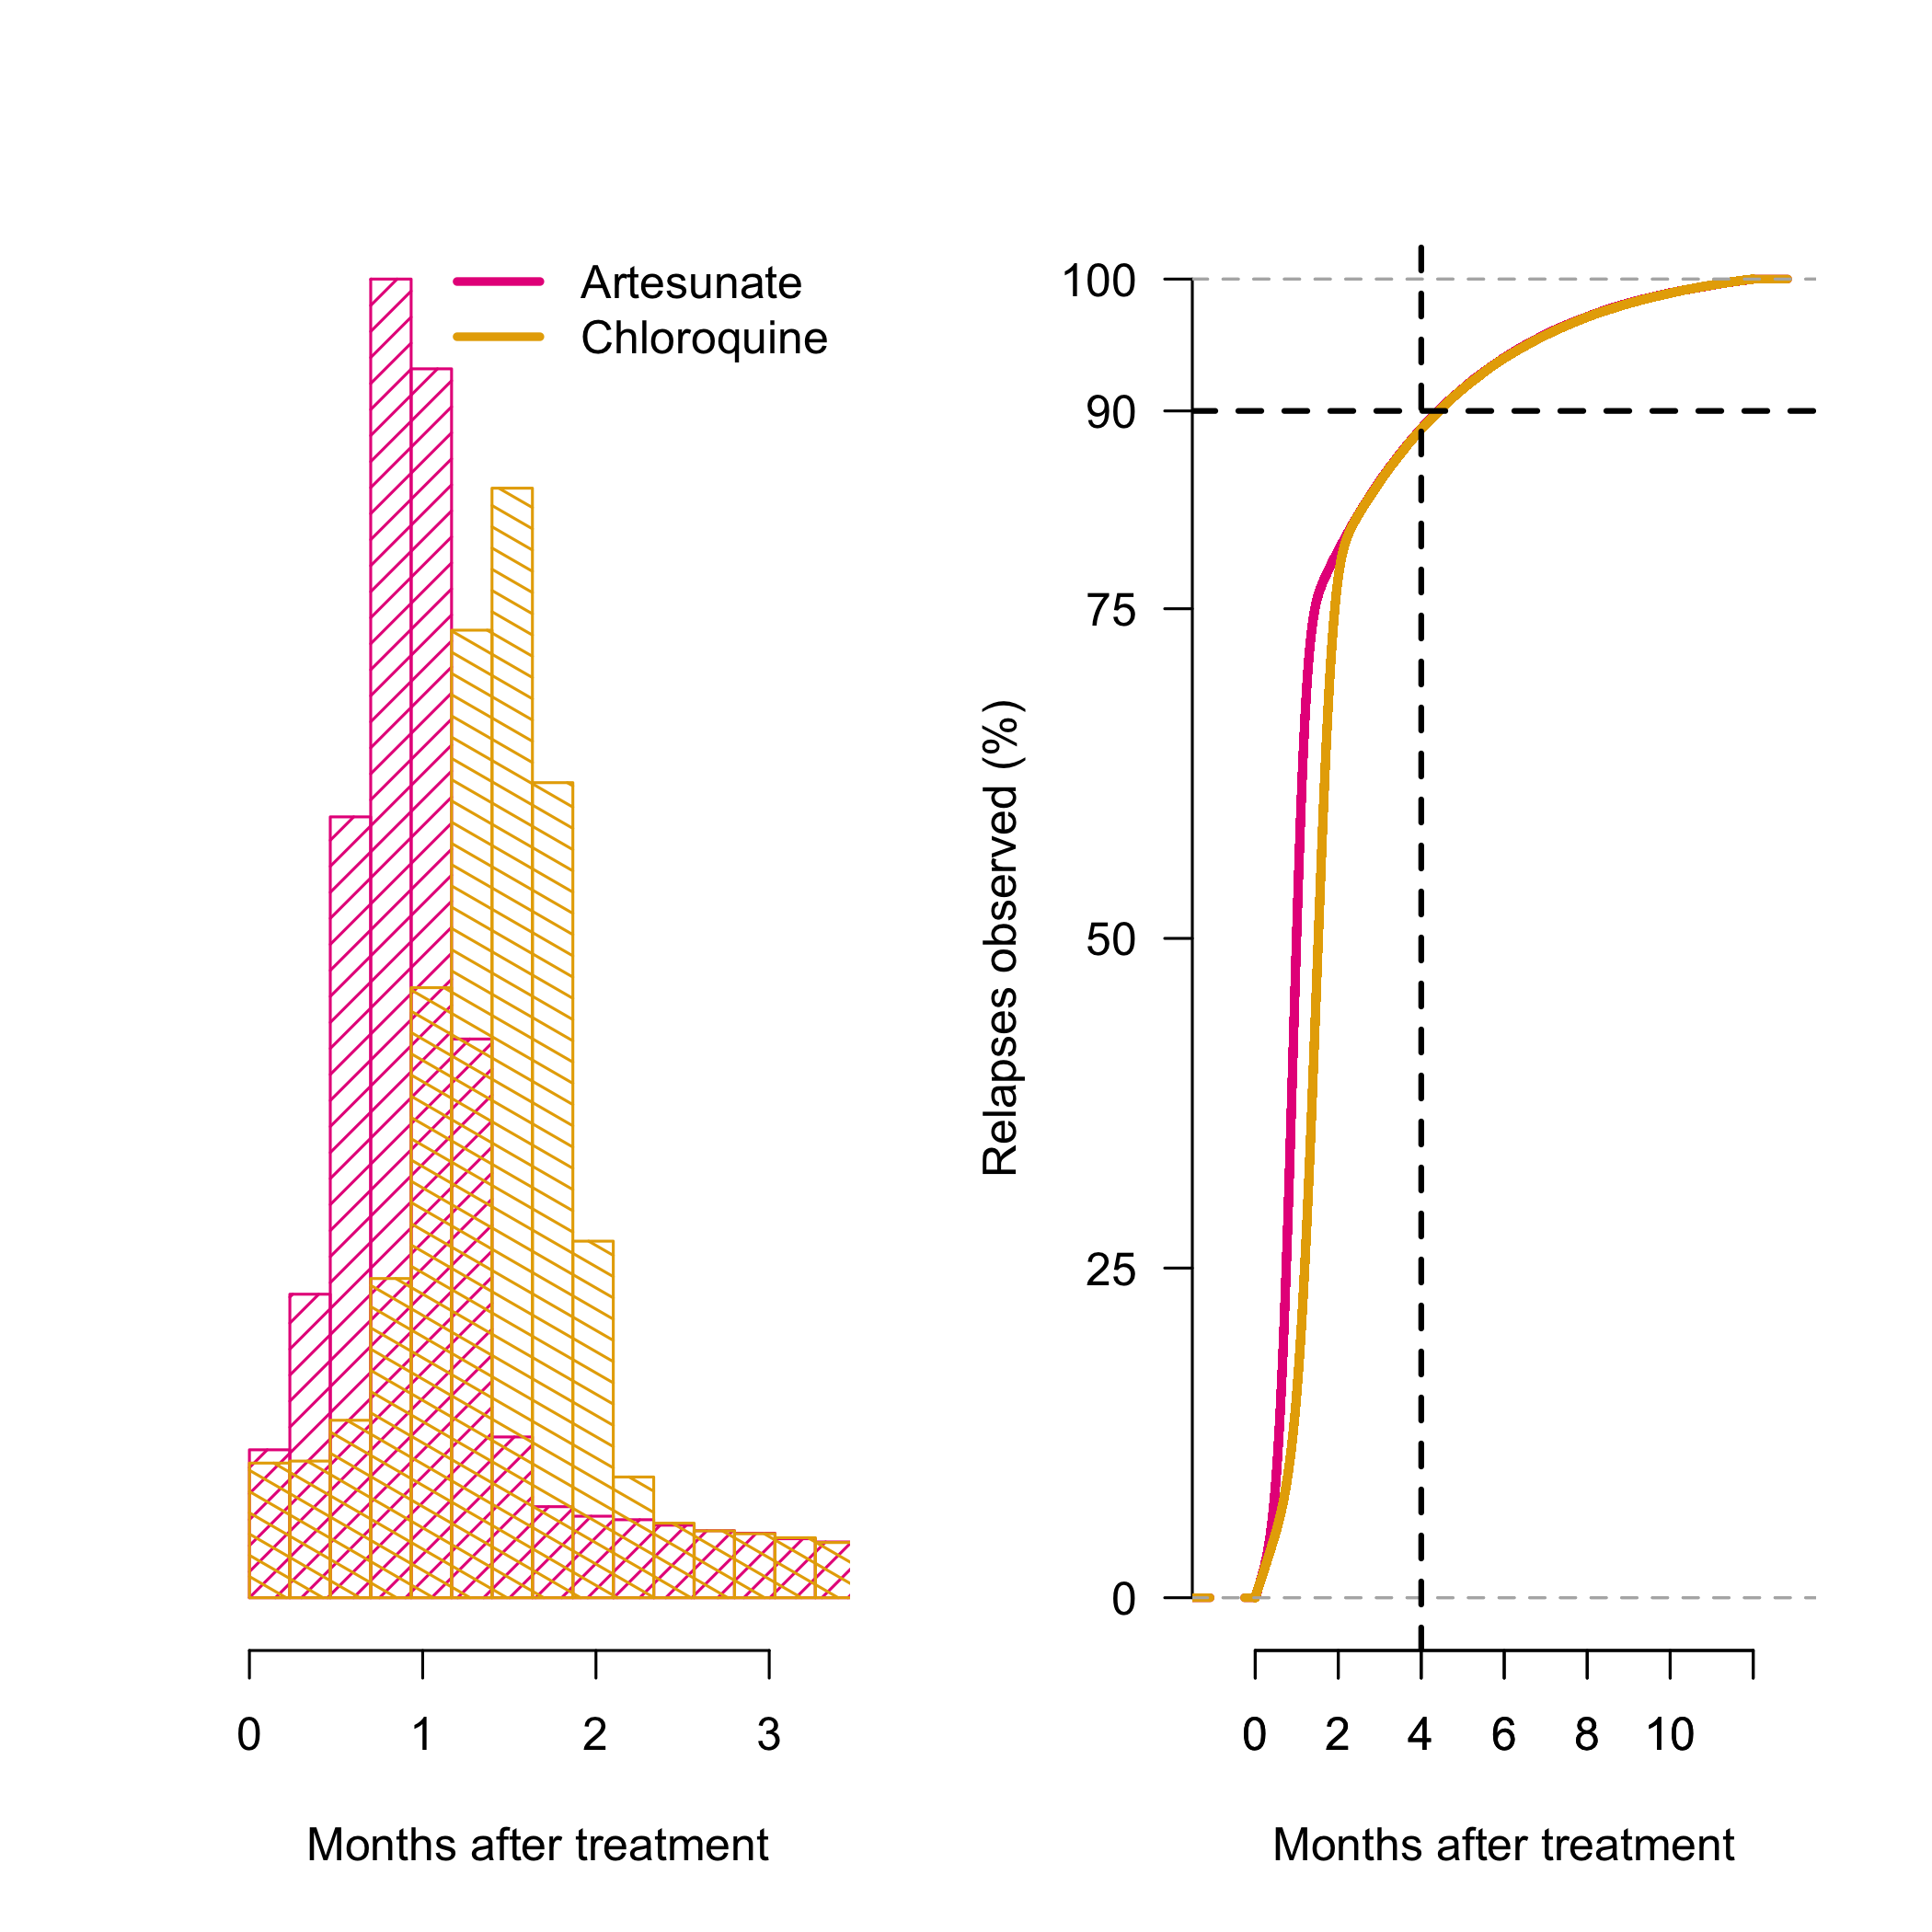 Artesunate
Chloroquine
0 1 2 3
Months after treatment
Relapses observed (%)
100
90
75
50
25
0
0 2 4 6 8 10
Months after treatment